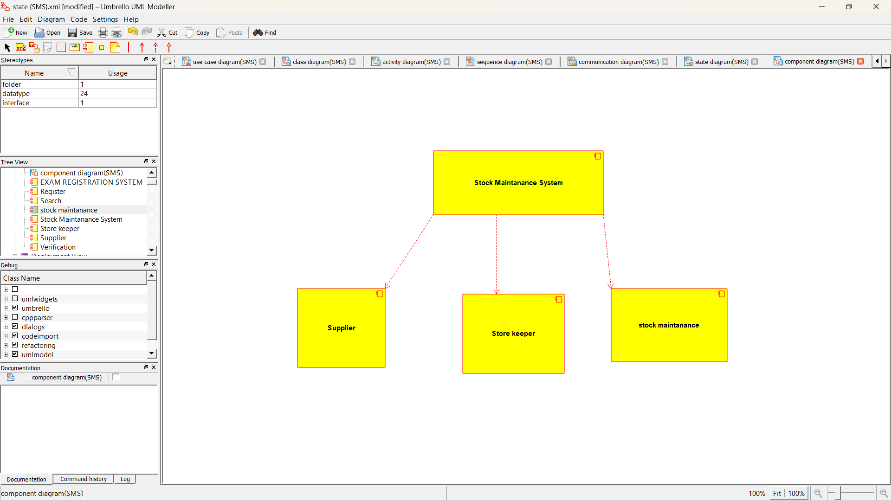 state (SMS).xmi [modified] – Umbrello UML Modeller
File Edit Diagram Code Settings Help
New Open Save Cut Copy Paste Find
Stereotypes
Name Usage
folder 1
datatype 24
interface 1
Tree View
component diagram(SMS)
EXAM REGISTRATION SYSTEM
Register
Search
stock maintanance
Stock Maintanance System
Store keeper
Supplier
Verification
Deployment View
Debug
Class Name
umlwidgets
umbrello
cppparser
dialogs
codeimport
refactoring
umlmodel
Documentation
component diagram(SMS)
Documentation Command history Log
component diagram(SMS)
use case diagram(SMS) class diagram(SMS) activity diagram(SMS) sequence diagram(SMS) communication diagram(SMS) state diagram(SMS) component diagram(SMS)
Stock Maintanance System
Supplier
Store keeper
stock maintanance
100% Fit 100%